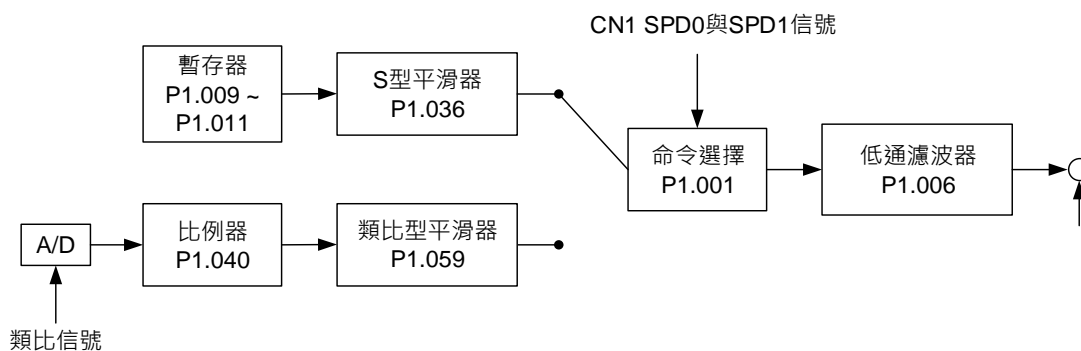 CN1 SPD0與SPD1信號
暫存器
P1.009 ~
P1.011
S型平滑器
P1.036
命令選擇
P1.001
低通濾波器
P1.006
A/D
比例器
P1.040
類比型平滑器
P1.059
類比信號